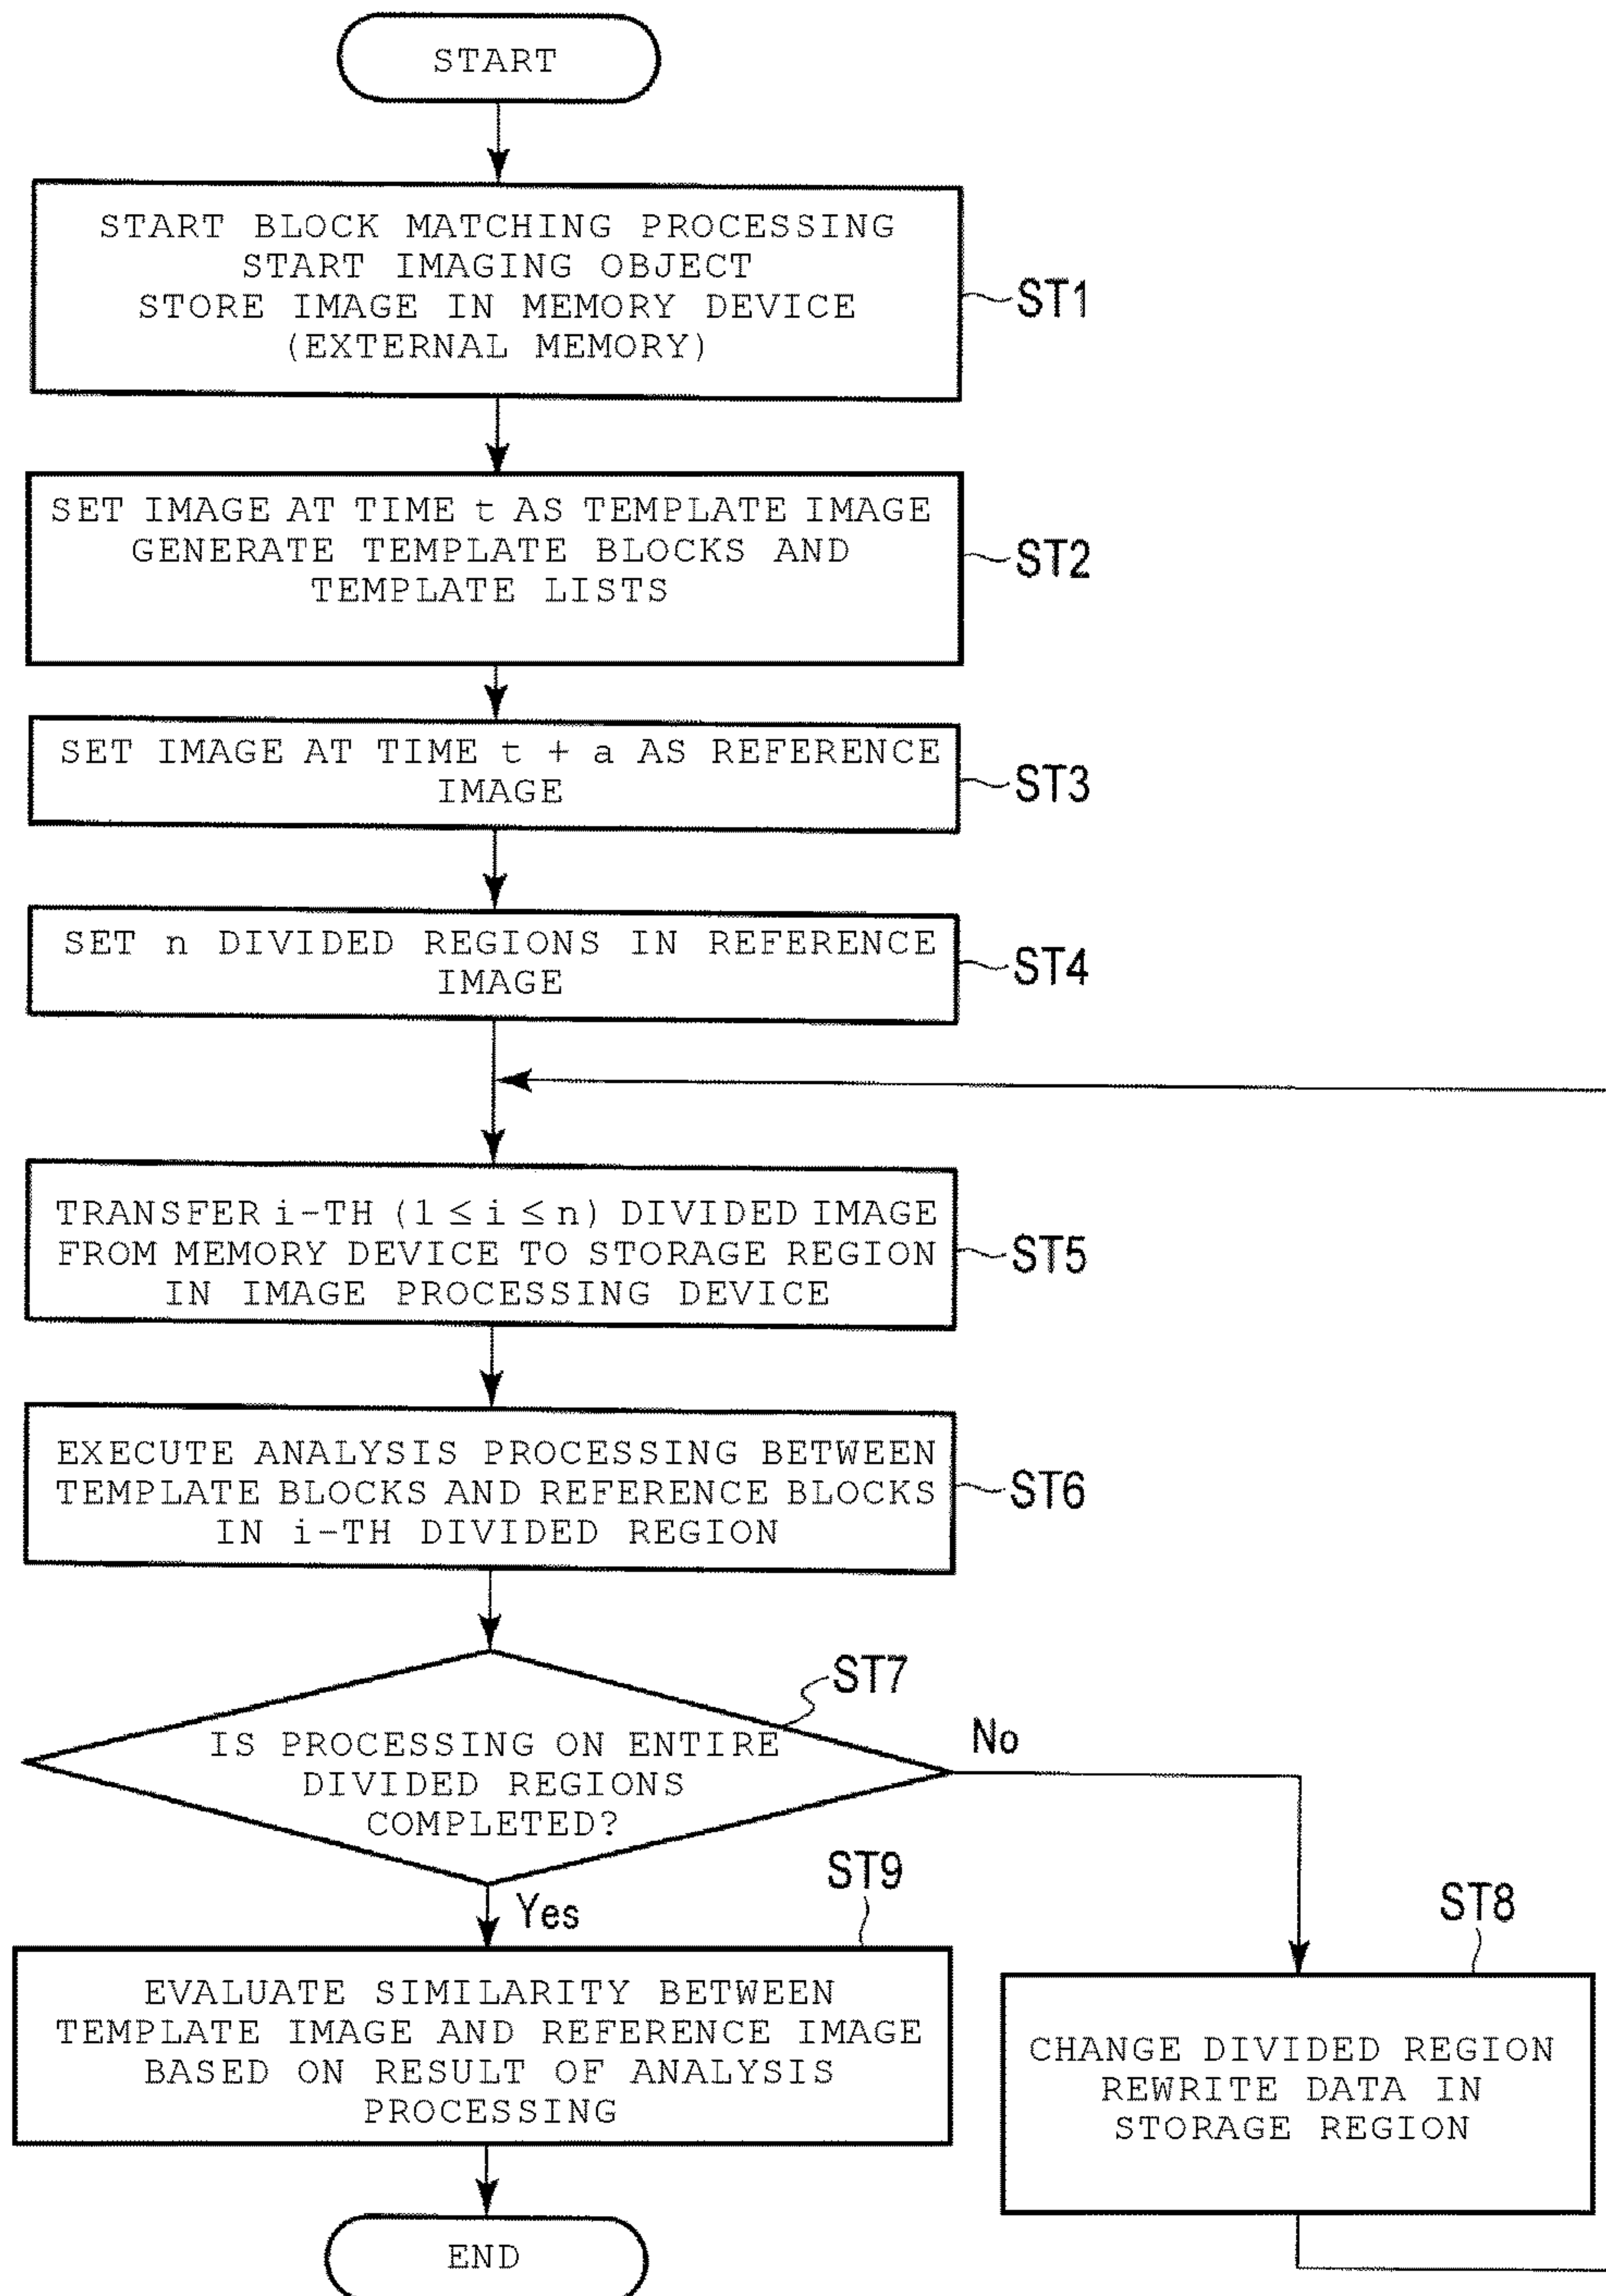 START
START BLOCK MATCHING PROCESSING
START IMAGING OBJECT
STORE IMAGE IN MEMORY DEVICE
(EXTERNAL MEMORY)
ST1
SET IMAGE AT TIME t AS TEMPLATE IMAGE
GENERATE TEMPLATE BLOCKS AND
TEMPLATE LISTS
ST2
SET IMAGE AT TIME t + a AS REFERENCE
IMAGE
ST3
SET n DIVIDED REGIONS IN REFERENCE
IMAGE
ST4
TRANSFER i-TH (1 ≤ i ≤ n) DIVIDED IMAGE
FROM MEMORY DEVICE TO STORAGE REGION
IN IMAGE PROCESSING DEVICE
ST5
EXECUTE ANALYSIS PROCESSING BETWEEN
TEMPLATE BLOCKS AND REFERENCE BLOCKS
IN i-TH DIVIDED REGION
ST6
ST7
IS PROCESSING ON ENTIRE
DIVIDED REGIONS
COMPLETED?
No
Yes
ST9
EVALUATE SIMILARITY BETWEEN
TEMPLATE IMAGE AND REFERENCE IMAGE
BASED ON RESULT OF ANALYSIS
PROCESSING
ST8
CHANGE DIVIDED REGION
REWRITE DATA IN
STORAGE REGION
END